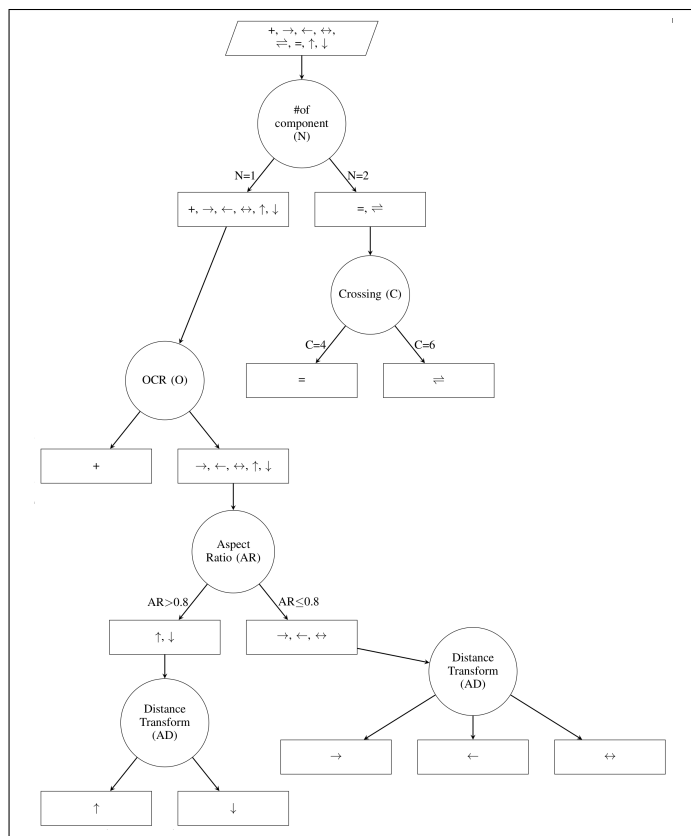 +, →, ←, ↔,
⇌, =, ↑, ↓
#of
component
(N)
N=1
N=2
+, →, ←, ↔, ↑, ↓
=, ⇌
Crossing (C)
C=4
C=6
=
⇌
OCR (O)
+
→, ←, ↔, ↑, ↓
Aspect
Ratio (AR)
AR>0.8
AR≤0.8
↑, ↓
→, ←, ↔
Distance
Transform
(AD)
Distance
Transform
(AD)
→
←
↔
↑
↓